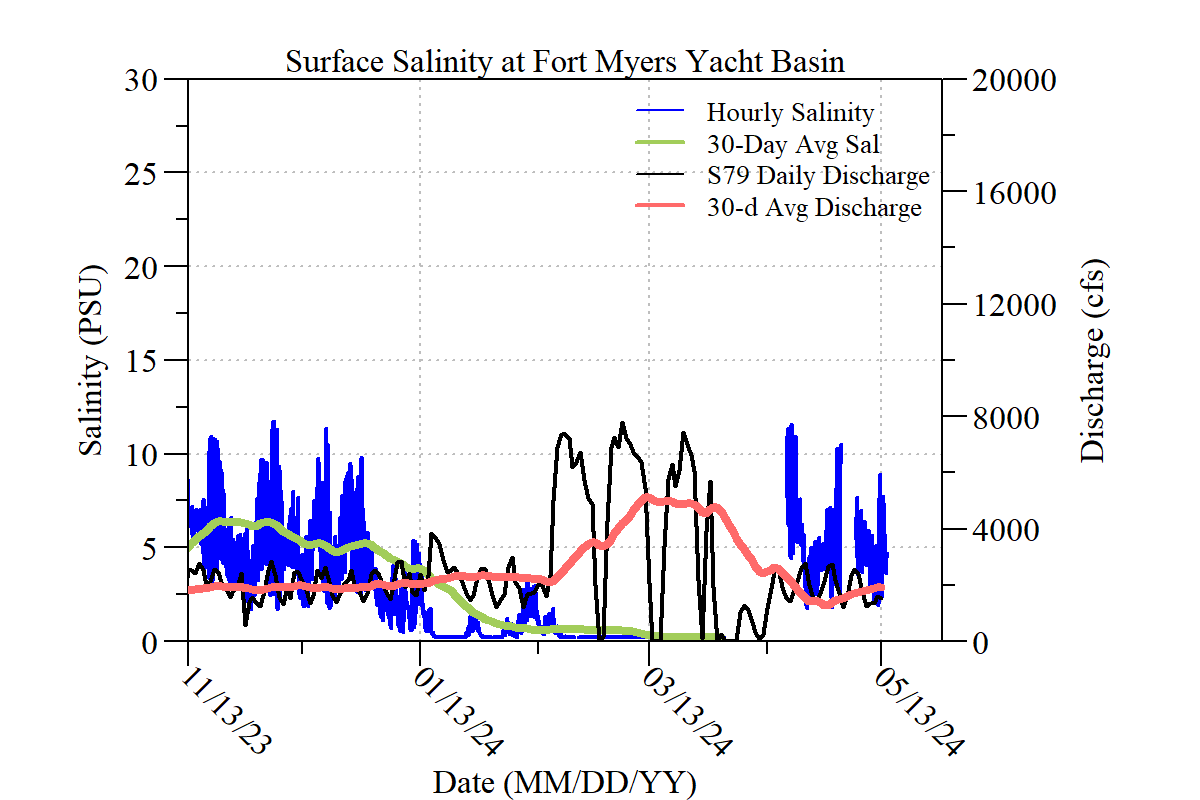 Surface Salinity at Fort Myers Yacht Basin
30
25
20
15
10
5
0
Salinity (PSU)
Hourly Salinity
30-Day Avg Sal
S79 Daily Discharge
30-d Avg Discharge
20000
16000
12000
8000
4000
0
Discharge (cfs)
11/13/23
01/13/24
03/13/24
05/13/24
Date (MM/DD/YY)